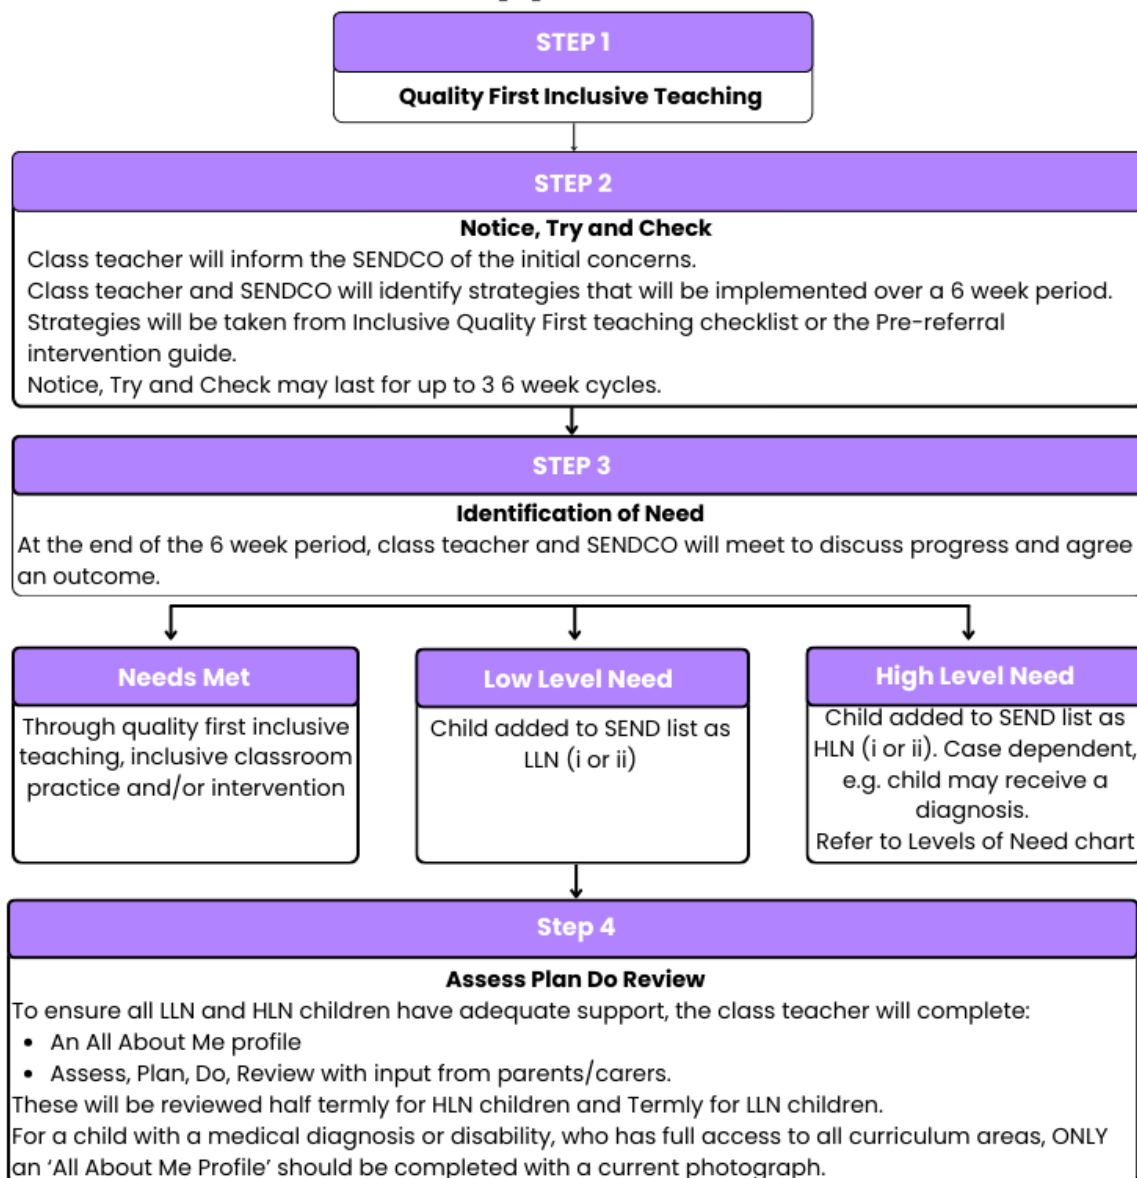 STEP 1
Quality First Inclusive Teaching
STEP 2
Notice, Try and Check
Class teacher will inform the SENDCO of the initial concerns.
Class teacher and SENDCO will identify strategies that will be implemented over a 6 week period.
Strategies will be taken from Inclusive Quality First teaching checklist or the Pre-referral
intervention guide.
Notice, Try and Check may last for up to 3 6 week cycles.
STEP 3
Identification of Need
At the end of the 6 week period, class teacher and SENDCO will meet to discuss progress and agree
an outcome.
Needs Met
Through quality first inclusive
teaching, inclusive classroom
practice and/or intervention
Low Level Need
Child added to SEND list as
LLN (i or ii)
High Level Need
Child added to SEND list as
HLN (i or ii). Case dependent,
e.g. child may receive a
diagnosis.
Refer to Levels of Need chart
Step 4
Assess Plan Do Review
To ensure all LLN and HLN children have adequate support, the class teacher will complete:
• An All About Me profile
• Assess, Plan, Do, Review with input from parents/carers.
These will be reviewed half termly for HLN children and Termly for LLN children.
For a child with a medical diagnosis or disability, who has full access to all curriculum areas, ONLY
an ‘All About Me Profile’ should be completed with a current photograph.